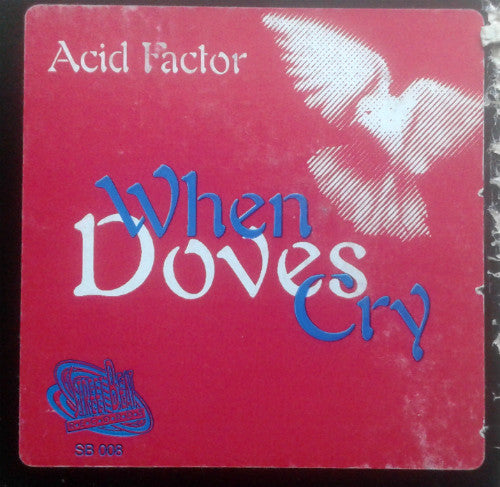 Acid Factor
When
Doves
Cry
SB 008